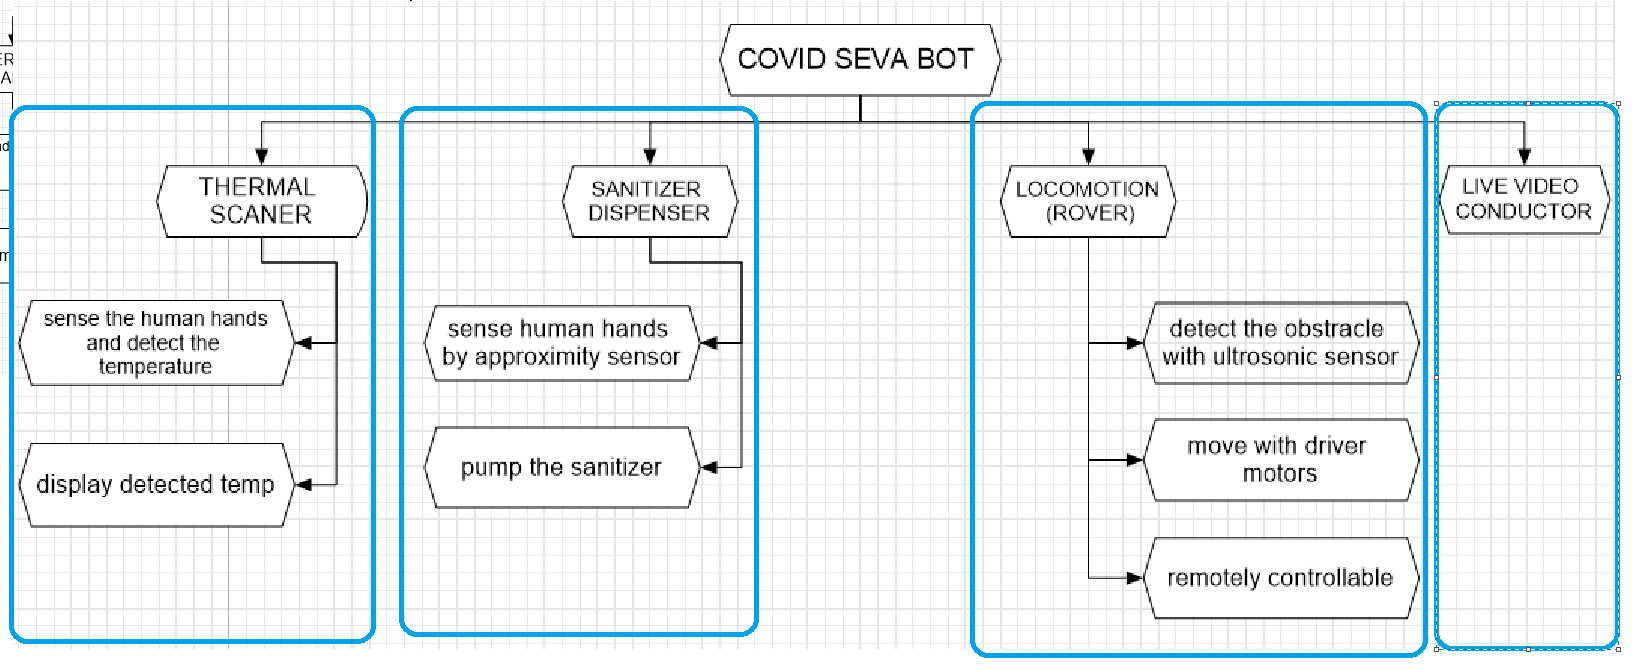 COVID SEVA BOT
THERMAL
SCANER
SANITIZER
DISPENSER
LOCOMOTION
(ROVER)
LIVE VIDEO
CONDUCTOR
sense the human hands
and detect the
temperature
display detected temp
sense human hands
by approximity sensor
pump the sanitizer
detect the obstracle
with ultrosonic sensor
move with driver
motors
remotely controllable